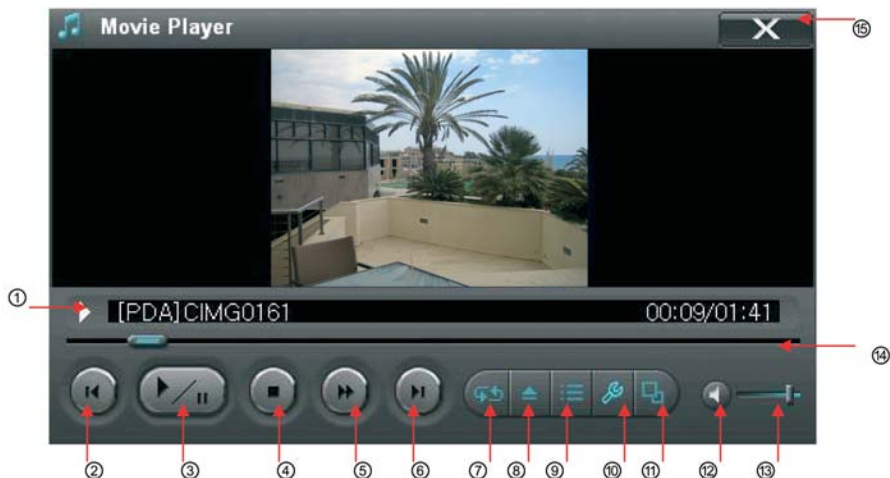 Movie Player
⑮
①
[PDA]CIMG0161 00:09/01:41
⑭
② ③ ④ ⑤ ⑥ ⑦ ⑧ ⑨ ⑩ ⑪ ⑫ ⑬